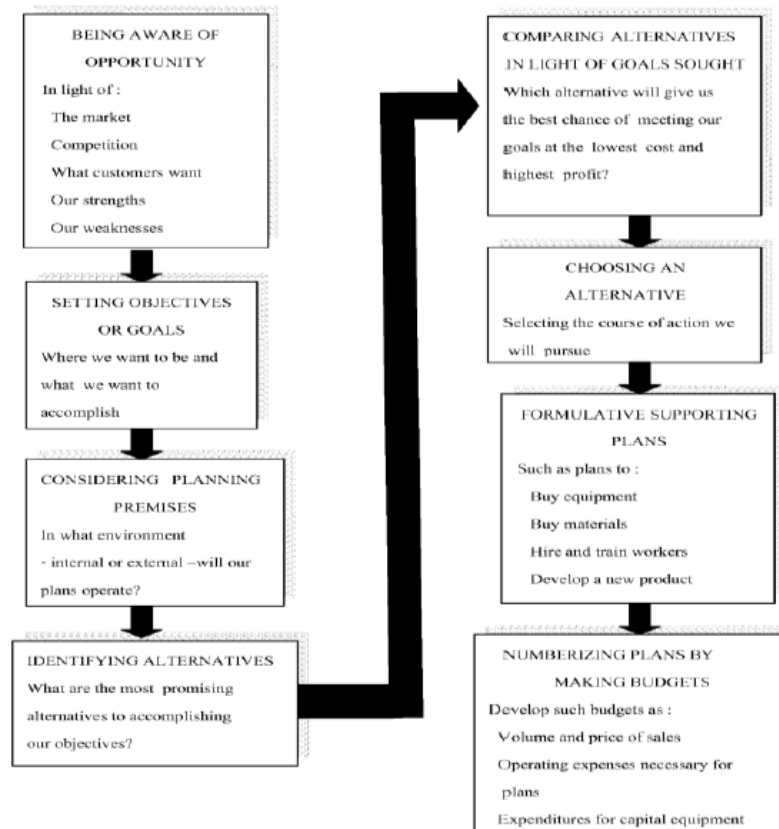 BEING AWARE OF
OPPORTUNITY
In light of :
The market
Competition
What customers want
Our strengths
Our weaknesses
SETTING OBJECTIVES
OR GOALS
Where we want to be and
what we want to
accomplish
CONSIDERING PLANNING
PREMISES
In what environment
- internal or external –will our
plans operate?
IDENTIFYING ALTERNATIVES
What are the most promising
alternatives to accomplishing
our objectives?
COMPARING ALTERNATIVES
IN LIGHT OF GOALS SOUGHT
Which alternative will give us
the best chance of meeting our
goals at the lowest cost and
highest profit?
CHOOSING AN
ALTERNATIVE
Selecting the course of action we
will pursue
FORMULATIVE SUPPORTING
PLANS
Such as plans to :
Buy equipment
Buy materials
Hire and train workers
Develop a new product
NUMBERIZING PLANS BY
MAKING BUDGETS
Develop such budgets as :
Volume and price of sales
Operating expenses necessary for
plans
Expenditures for capital equipment